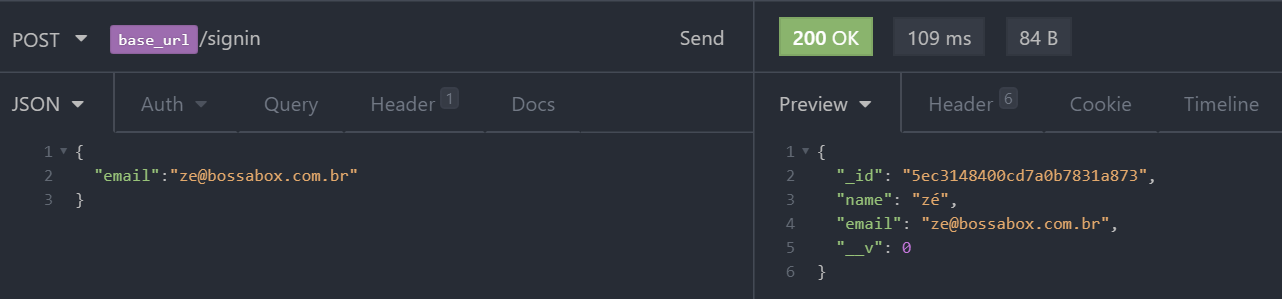 POST base_url/signin Send
JSON Auth Query Header 1 Docs
1 {
2 "email":"ze@bossabox.com.br"
3 }
200 OK 109 ms 84 B
Preview Header 6 Cookie Timeline
1 {
2 "_id": "5ec3148400cd7a0b7831a873",
3 "name": "zé",
4 "email": "ze@bossabox.com.br",
5 "__v": 0
6 }